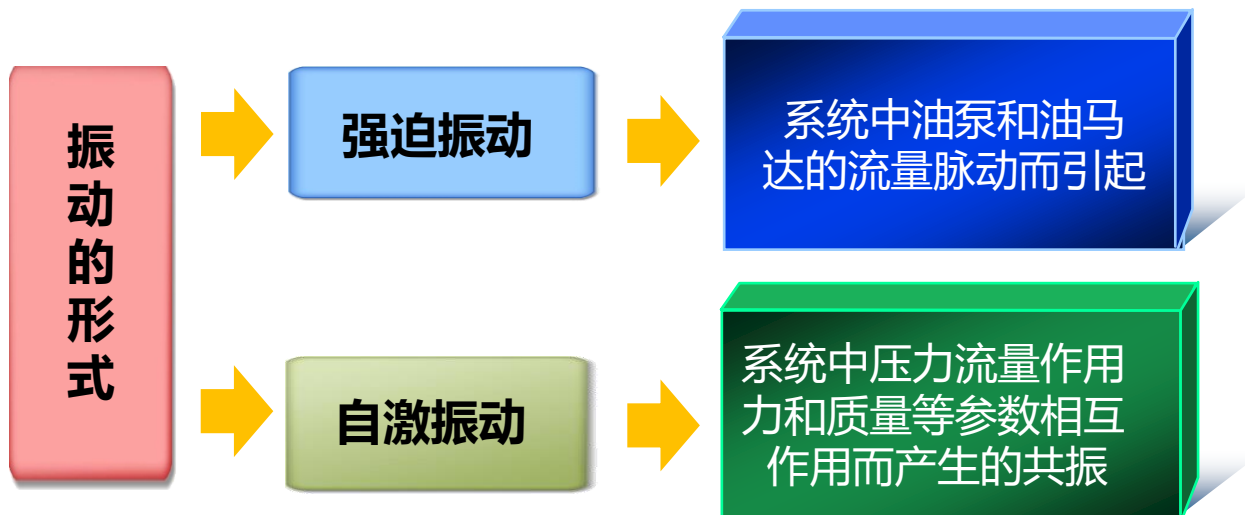 振动的形式
强迫振动
系统中油泵和油马
达的流量脉动而引起
自激振动
系统中压力流量作用
力和质量等参数相互
作用而产生的共振